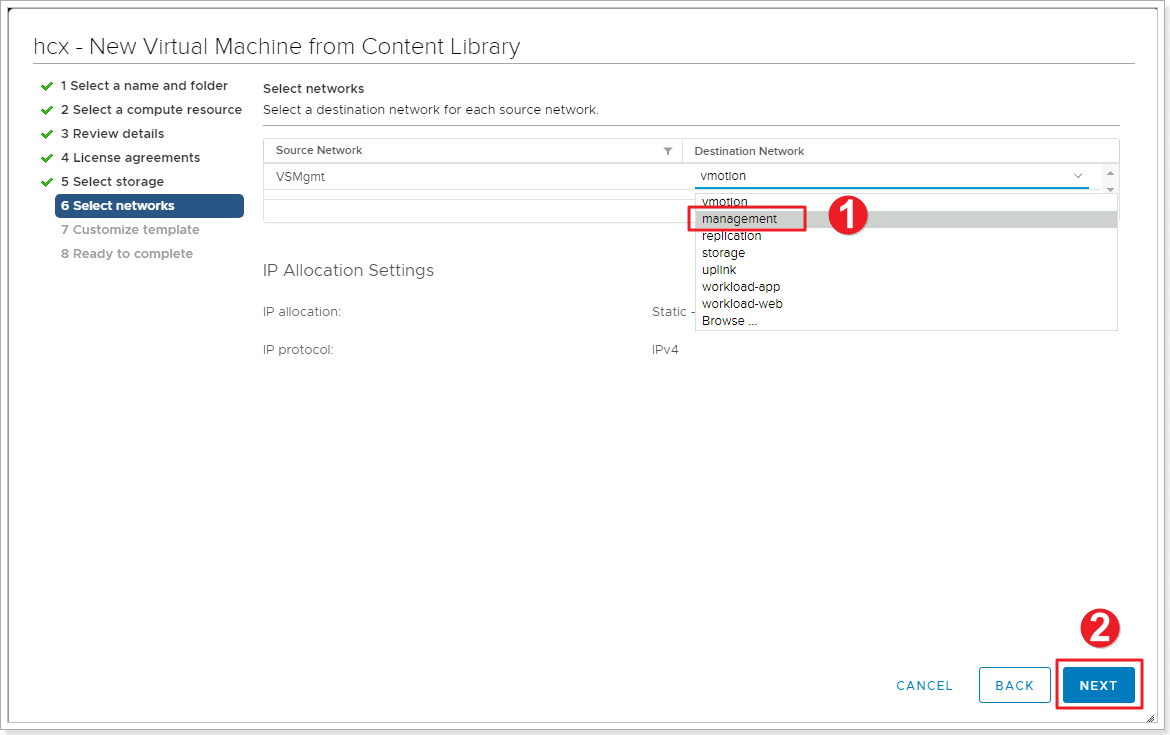 hcx - New Virtual Machine from Content Library
1 Select a name and folder
2 Select a compute resource
3 Review details
4 License agreements
5 Select storage
6 Select networks
7 Customize template
8 Ready to complete
Select networks
Select a destination network for each source network.
Source Network
Destination Network
VSMgmt
vmotion
vmotion
management
1
replication
storage
uplink
workload-app
workload-web
Browse ...
IP Allocation Settings
IP allocation:
Static -
IP protocol:
IPv4
2
CANCEL
BACK
NEXT